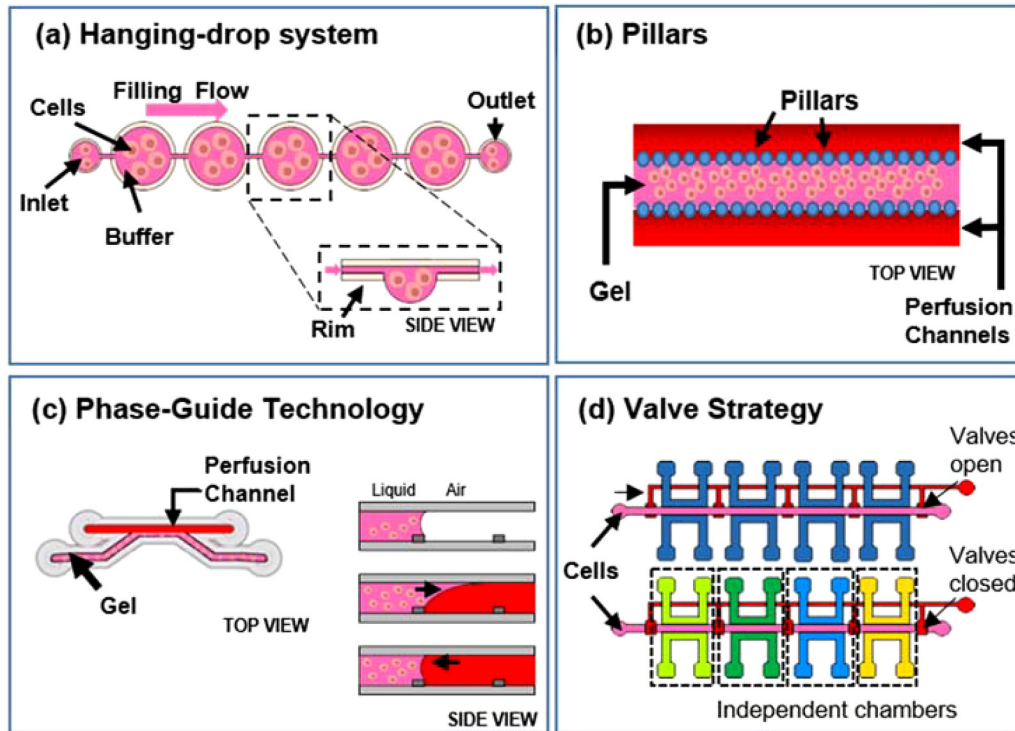 (a) Hanging-drop system
Filling Flow
Cells
Outlet
Inlet
Buffer
Rim
SIDE VIEW
(b) Pillars
Pillars
Gel
TOP VIEW
Perfusion
Channels
(c) Phase-Guide Technology
Perfusion
Channel
Liquid Air
Gel
TOP VIEW
SIDE VIEW
(d) Valve Strategy
Valves
open
Cells
Valves
closed
Independent chambers